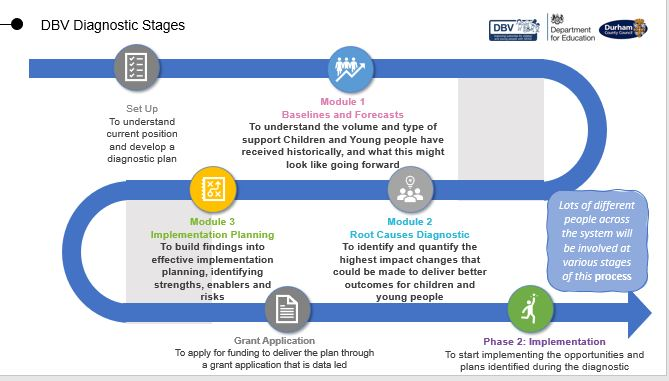 DBV Diagnostic Stages
DBV
Department
for Education
Durham
County Council
Set Up
To understand
current position
and develop a
diagnostic plan
Module 1
Baselines and Forecasts
To understand the volume and type of
support Children and Young people have
received historically, and what this might
look like going forward
Module 2
Root Causes Diagnostic
To identify and quantify the
highest impact changes that
could be made to deliver better
outcomes for children and
young people
Module 3
Implementation Planning
To build findings into
effective implementation
planning, identifying
strengths, enablers and
risks
Lots of different
people across
the system will
be involved at
various stages
of this process
Grant Application
To apply for funding to deliver the plan through
a grant application that is data led
Phase 2: Implementation
To start implementing the opportunities and
plans identified during the diagnostic